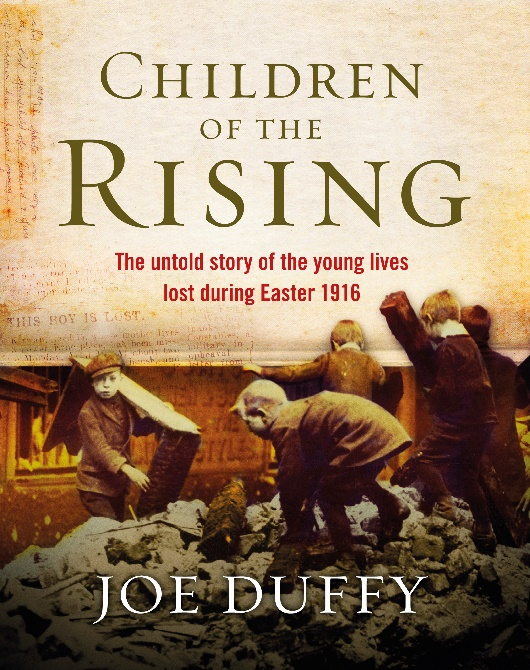 CHILDREN
OF THE
RISING
The untold story of the young lives
lost during Easter 1916
THIS BOY IS LOST.
JOE DUFFY